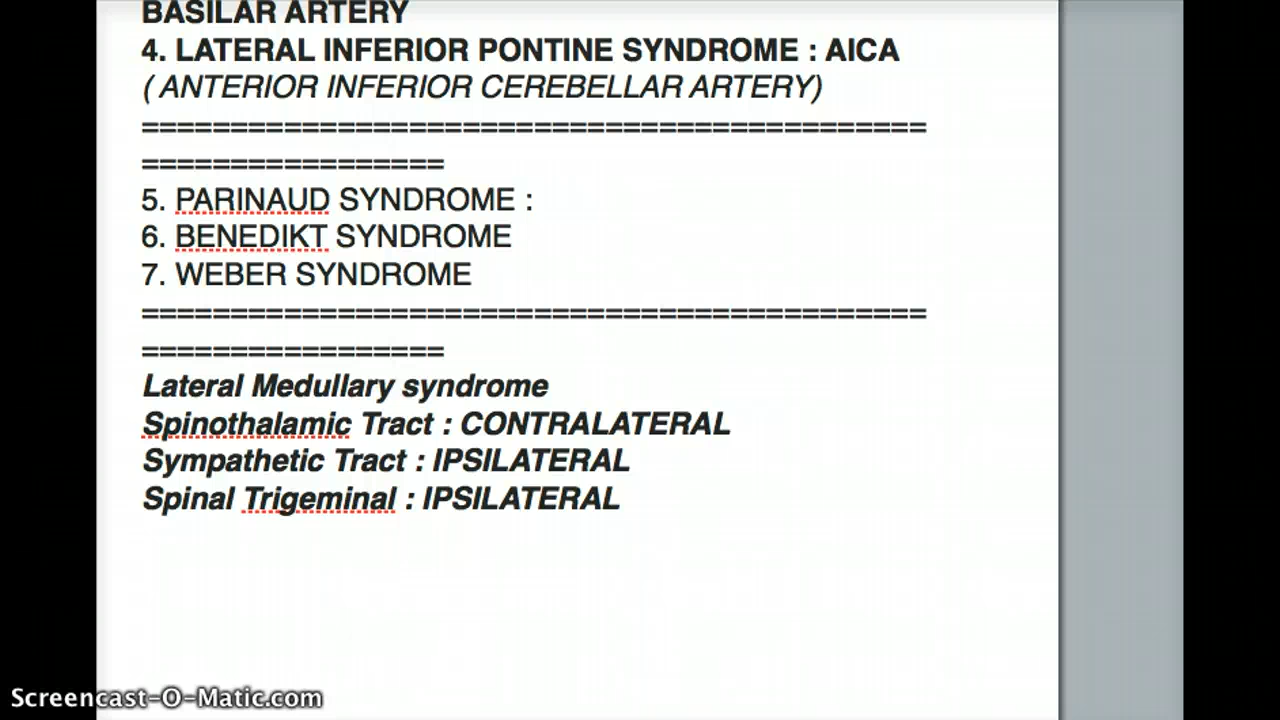 BASILAR ARTERY
4. LATERAL INFERIOR PONTINE SYNDROME : AICA
( ANTERIOR INFERIOR CEREBELLAR ARTERY)
===========================================
=================
5. PARINAUD SYNDROME :
6. BENEDIKT SYNDROME
7. WEBER SYNDROME
===========================================
=================
Lateral Medullary syndrome
Spinothalamic Tract : CONTRALATERAL
Sympathetic Tract : IPSILATERAL
Spinal Trigeminal : IPSILATERAL
Screencast-O-Matic.com